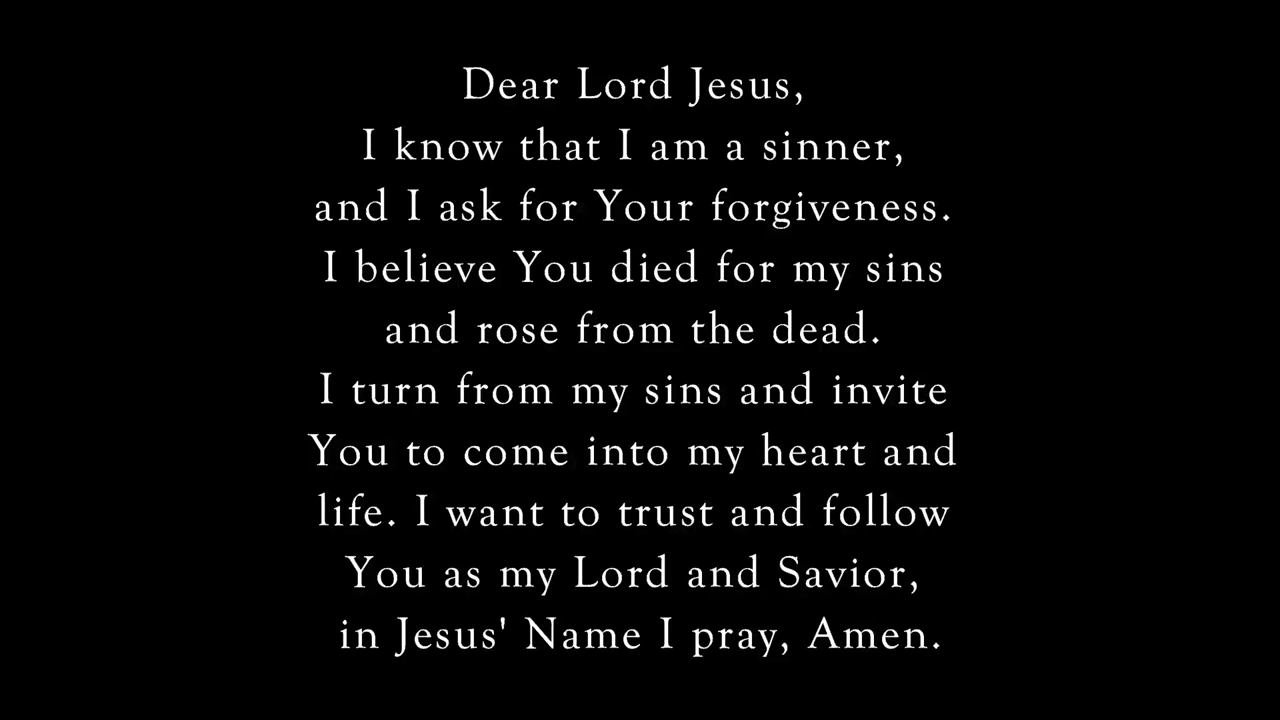 Dear Lord Jesus,
I know that I am a sinner,
and I ask for Your forgiveness.
I believe You died for my sins
and rose from the dead.
I turn from my sins and invite
You to come into my heart and
life. I want to trust and follow
You as my Lord and Savior,
in Jesus' Name I pray, Amen.